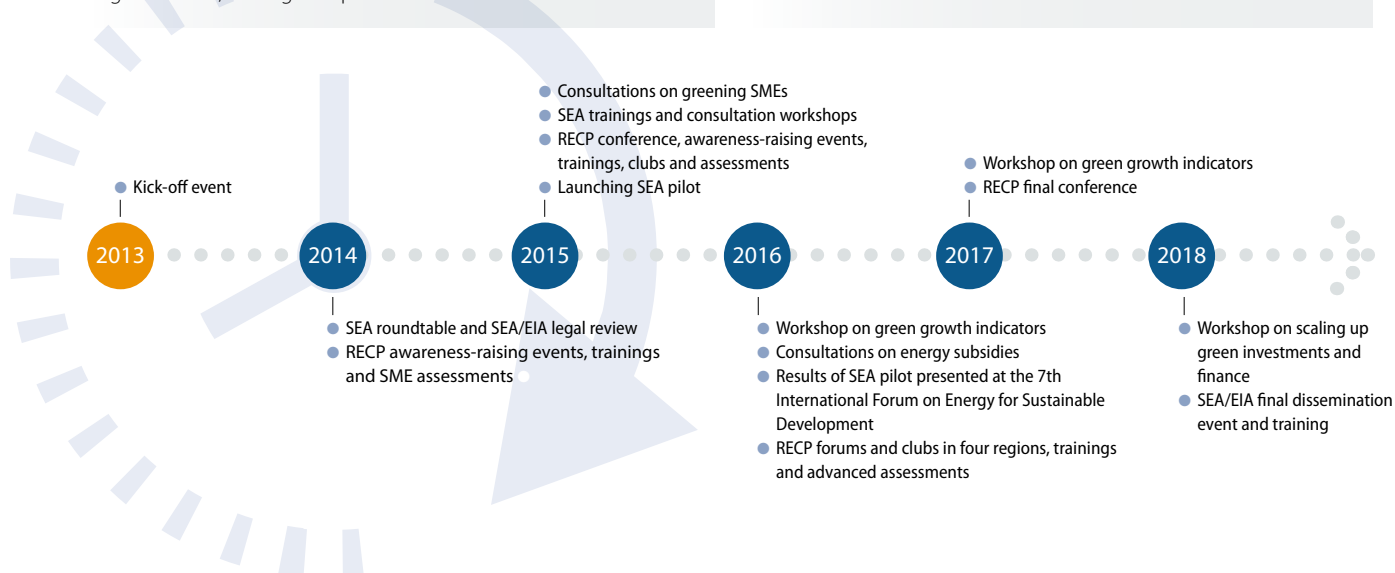 Consultations on greening SMEs
SEA trainings and consultation workshops
RECP conference, awareness-raising events,
trainings, clubs and assessments
Launching SEA pilot
Kick-off event
Workshop on green growth indicators
RECP final conference
2013
2014
2015
2016
2017
2018
SEA roundtable and SEA/EIA legal review
RECP awareness-raising events, trainings
and SME assessments
Workshop on green growth indicators
Consultations on energy subsidies
Results of SEA pilot presented at the 7th
International Forum on Energy for Sustainable
Development
RECP forums and clubs in four regions, trainings
and advanced assessments
Workshop on scaling up
green investments and
finance
SEA/EIA final dissemination
event and training